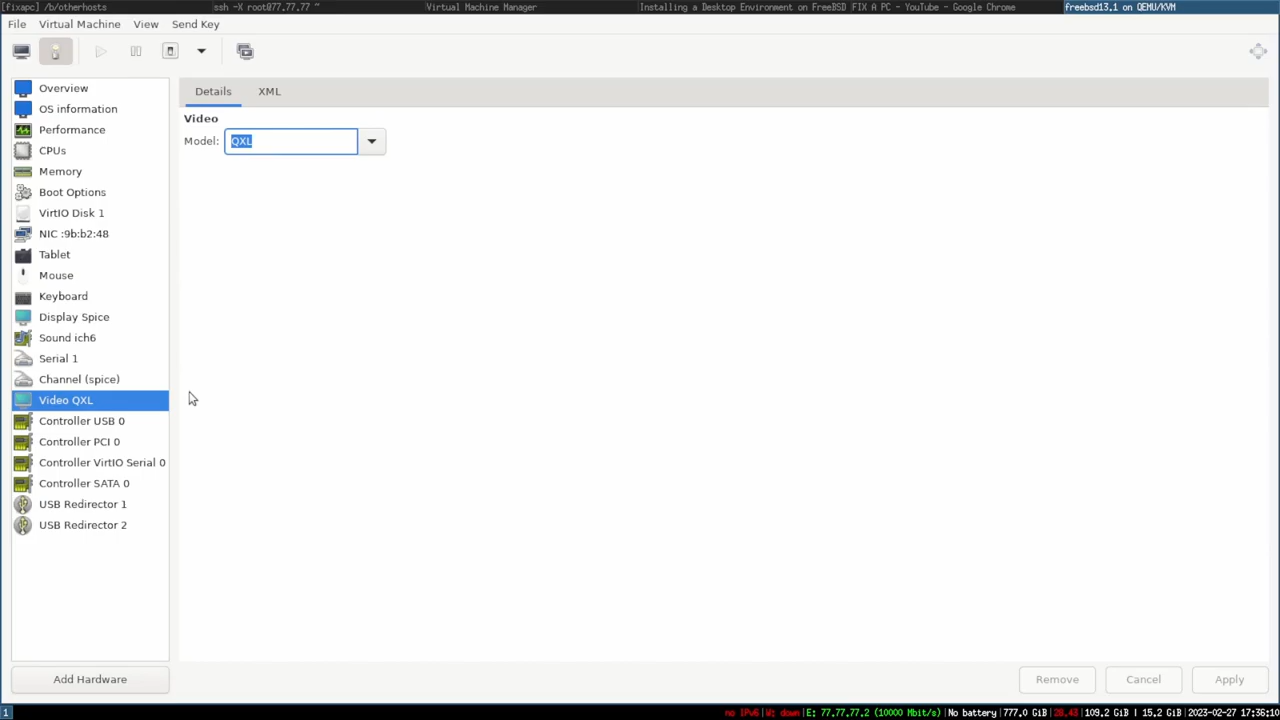 [fixapc] /b/otherhosts
ssh -X root@77.77.77 ~
Virtual Machine Manager
Installing a Desktop Environment on FreeBSD |FIX A PC - YouTube - Google Chrome
freebsd13.1 on QEMU/KVM
File Virtual Machine View Send Key
Overview
OS information
Performance
CPUs
Memory
Boot Options
VirtIO Disk 1
NIC :9b:b2:48
Tablet
Mouse
Keyboard
Display Spice
Sound ich6
Serial 1
Channel (spice)
Video QXL
Controller USB 0
Controller PCI 0
Controller VirtIO Serial 0
Controller SATA 0
USB Redirector 1
USB Redirector 2
Add Hardware
Details XML
Video
Model: QXL
Remove Cancel Apply
1
no IPv6|W: down|E: 77.77.77.2 (10000 Mbit/s)|No battery|777.0 GiB|28.43|109.2 GiB | 15.2 GiB|2023-02-27 17:36:10